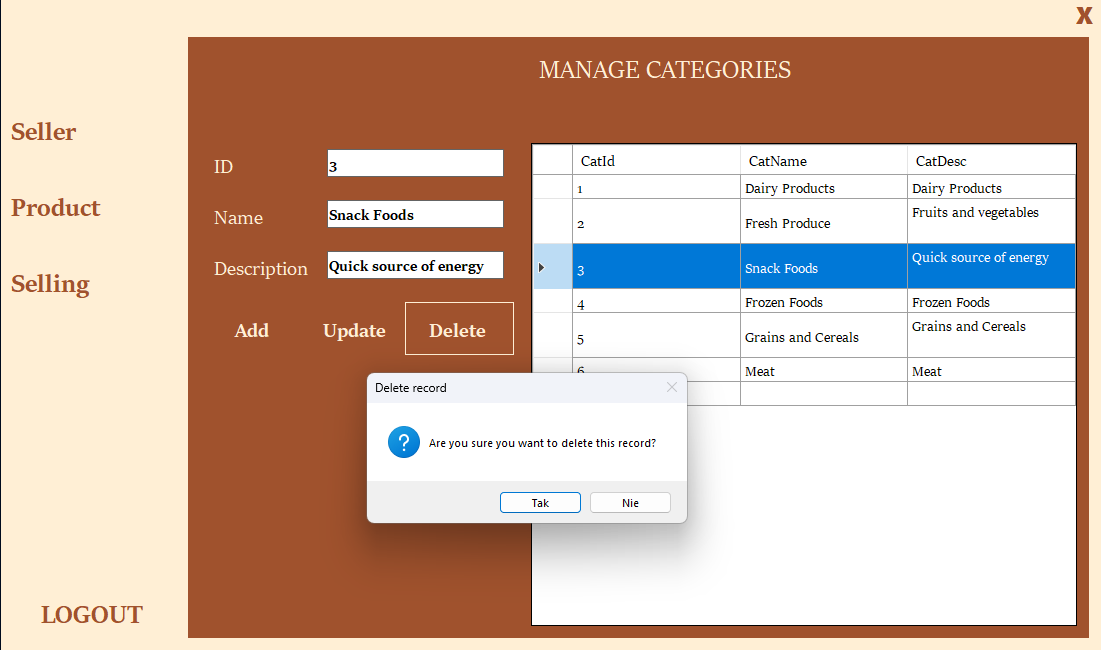 X
MANAGE CATEGORIES
Seller
Product
Selling
LOGOUT
ID 3
Name Snack Foods
Description Quick source of energy
Add Update Delete
CatId CatName CatDesc
1 Dairy Products Dairy Products
2 Fresh Produce Fruits and vegetables
3 Snack Foods Quick source of energy
4 Frozen Foods Frozen Foods
5 Grains and Cereals Grains and Cereals
6 Meat Meat
Delete record
? Are you sure you want to delete this record?
Tak Nie